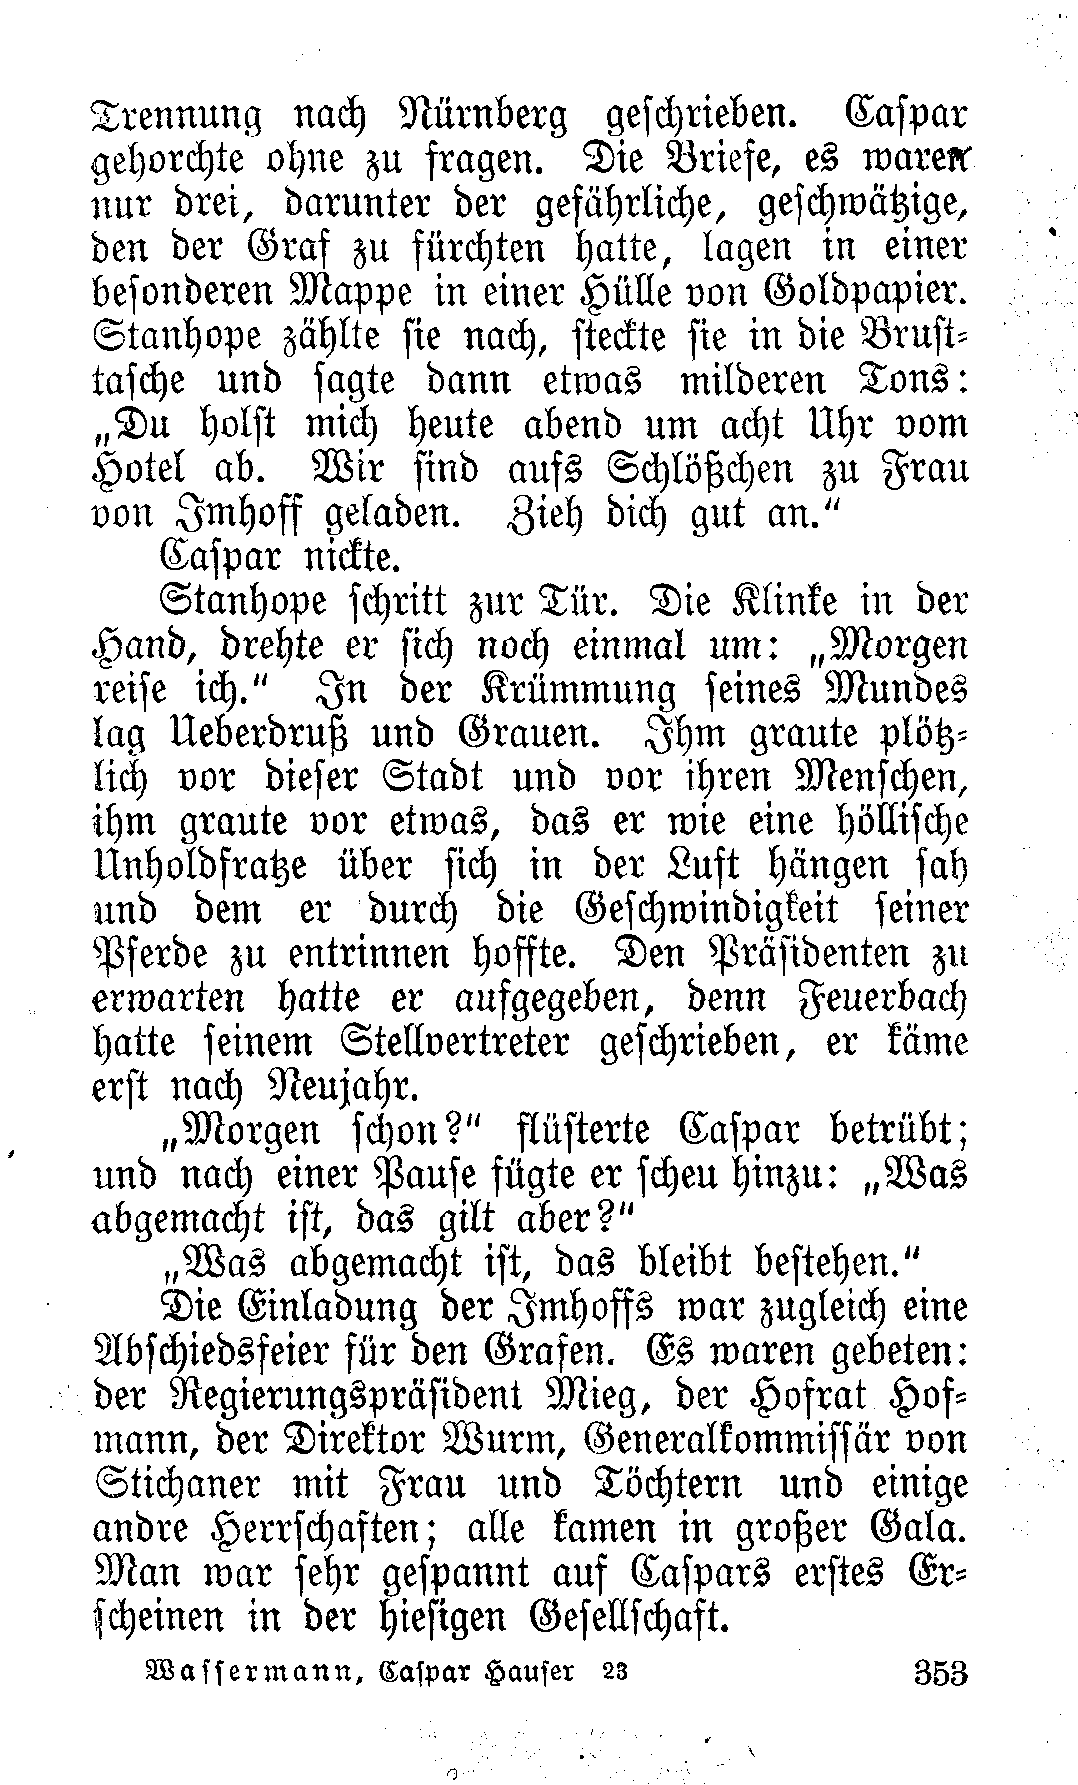 Trennung nach Nürnberg geschrieben. Caspar
gehorchte ohne zu fragen. Die Briefe, es waren
nur drei, darunter der gefährliche, geschwätzige,
den der Graf zu fürchten hatte, lagen in einer
besonderen Mappe in einer Hülle von Goldpapier.
Stanhope zählte sie nach, steckte sie in die Brust-
tasche und sagte dann etwas milderen Tons:
„Du holst mich heute abend um acht Uhr vom
Hotel ab. Wir sind aufs Schlößchen zu Frau
von Imhoff geladen. Zieh dich gut an.“
Caspar nickte.
Stanhope schritt zur Tür. Die Klinke in der
Hand, drehte er sich noch einmal um: „Morgen
reise ich.“ In der Krümmung seines Mundes
lag Ueberdruß und Grauen. Ihm graute plötz-
lich vor dieser Stadt und vor ihren Menschen,
ihm graute vor etwas, das er wie eine höllische
Unholdfratze über sich in der Luft hängen sah
und dem er durch die Geschwindigkeit seiner
Pferde zu entrinnen hoffte. Den Präsidenten zu
erwarten hatte er aufgegeben, denn Feuerbach
hatte seinem Stellvertreter geschrieben, er käme
erst nach Neujahr.
„Morgen schon?“ flüsterte Caspar betrübt;
und nach einer Pause fügte er scheu hinzu: „Was
abgemacht ist, das gilt aber?“
„Was abgemacht ist, das bleibt bestehen.“
Die Einladung der Imhoffs war zugleich eine
Abschiedsfeier für den Grafen. Es waren gebeten:
der Regierungspräsident Mieg, der Hofrat Hof-
mann, der Direktor Wurm, Generalkommissär von
Stichaner mit Frau und Töchtern und einige
andre Herrschaften; alle kamen in großer Gala.
Man war sehr gespannt auf Caspars erstes Er-
scheinen in der hiesigen Gesellschaft.
Wassermann, Caspar Hauser 23 353